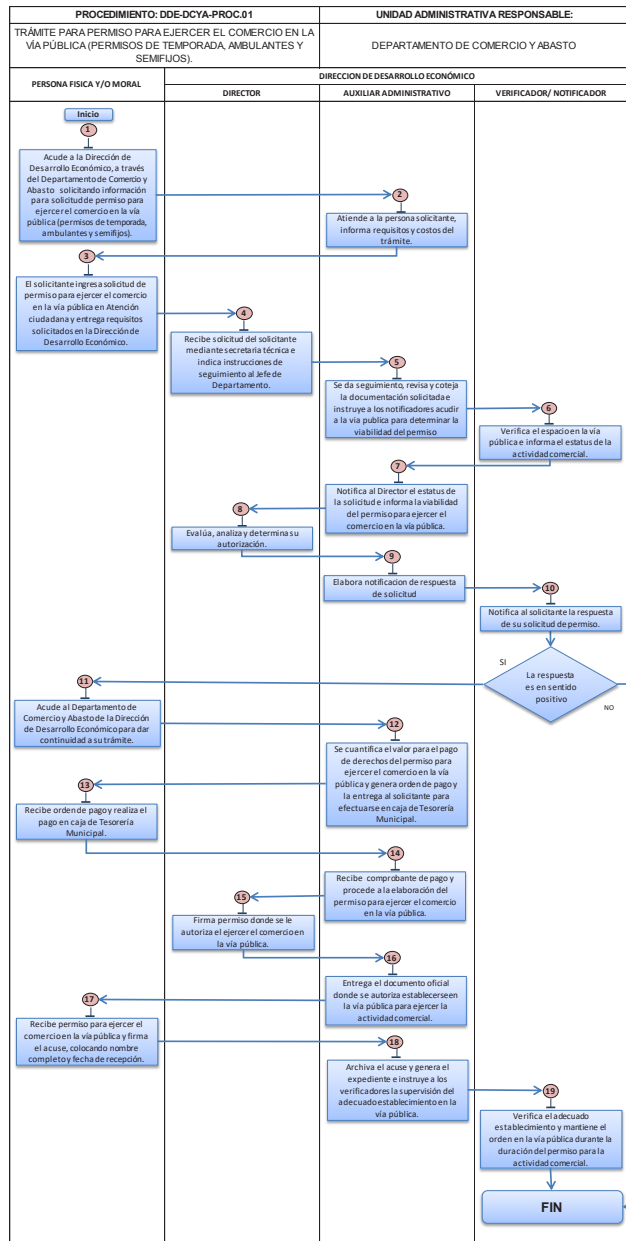 PROCEDIMIENTO: DDE-DCYA-PROC.01
UNIDAD ADMINISTRATIVA RESPONSABLE:
TRÁMITE PARA PERMISO PARA EJERCER EL COMERCIO EN LA
VÍA PÚBLICA (PERMISOS DE TEMPORADA, AMBULANTES Y
SEMIFIJOS).
DEPARTAMENTO DE COMERCIO Y ABASTO
PERSONA FISICA Y/O MORAL
DIRECCION DE DESARROLLO ECONÓMICO
DIRECTOR
AUXILIAR ADMINISTRATIVO
VERIFICADOR/ NOTIFICADOR
Inicio
1
Acude a la Dirección de
Desarrollo Económico, a través
del Departamento de Comercio y
Abasto solicitando información
para solicitud de permiso para
ejercer el comercio en la vía
pública (permisos de temporada,
ambulantes y semifijos).
2
Atiende a la persona solicitante,
informa requisitos y costos del
trámite.
3
El solicitante ingresa solicitud de
permiso para ejercer el comercio
en la vía pública en Atención
ciudadana y entrega requisitos
solicitados en la Dirección de
Desarrollo Económico.
4
Recibe solicitud del solicitante
mediante secretaria técnica e
indica instrucciones de
seguimiento al Jefe de
Departamento.
5
Se da seguimiento, revisa y coteja
la documentación solicitada e
instruye a los notificadores acudir
a la via publica para determinar la
viabilidad del permiso
6
Verifica el espacio en la vía
pública e informa el estatus de la
actividad comercial.
7
Notifica al Director el estatus de
la solicitud e informa la viabilidad
del permiso para ejercer el
comercio en la vía pública.
8
Evalúa, analiza y determina su
autorización.
9
Elabora notificacion de respuesta
de solicitud
10
Notifica al solicitante la respuesta
de su solicitud de permiso.
SI
La respuesta
es en sentido
positivo
NO
11
Acude al Departamento de
Comercio y Abasto de la Dirección
de Desarrollo Económico para dar
continuidad a su trámite.
12
Se cuantifica el valor para el pago
de derechos del permiso para
ejercer el comercio en la vía
pública y genera orden de pago y
la entrega al solicitante para
efectuarse en caja de Tesorería
Municipal.
13
Recibe orden de pago y realiza el
pago en caja de Tesorería
Municipal.
14
Recibe comprobante de pago y
procede a la elaboración del
permiso para ejercer el comercio
en la vía pública.
15
Firma permiso donde se le
autoriza el ejercer el comercio en
la vía pública.
16
Entrega el documento oficial
donde se autoriza establecerse en
la vía pública para ejercer la
actividad comercial.
17
Recibe permiso para ejercer el
comercio en la vía pública y firma
el acuse, colocando nombre
completo y fecha de recepción.
18
Archiva el acuse y genera el
expediente e instruye a los
verificadores la supervisión del
adecuado establecimiento en la
vía pública.
19
Verifica el adecuado
establecimiento y mantiene el
orden en la vía pública durante la
duración del permiso para la
actividad comercial.
FIN